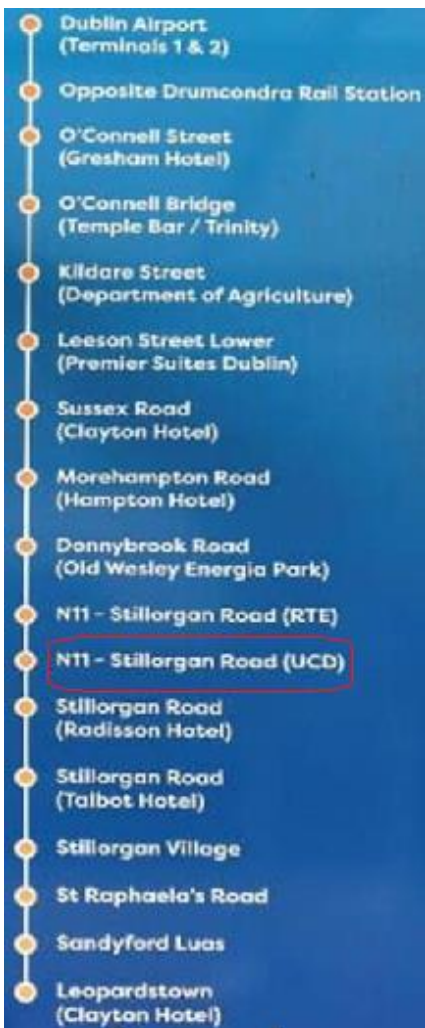 Dublin Airport
(Terminals 1 & 2)
Opposite Drumcondra Rail Station
O'Connell Street
(Gresham Hotel)
O'Connell Bridge
(Temple Bar / Trinity)
Kildare Street
(Department of Agriculture)
Leeson Street Lower
(Premier Suites Dublin)
Sussex Road
(Clayton Hotel)
Morehampton Road
(Hampton Hotel)
Donnybrook Road
(Old Wesley Energia Park)
N11 - Stillorgan Road (RTE)
N11 - Stillorgan Road (UCD)
Stillorgan Road
(Radisson Hotel)
Stillorgan Road
(Talbot Hotel)
Stillorgan Village
St Raphaela's Road
Sandyford Luas
Leopardstown
(Clayton Hotel)